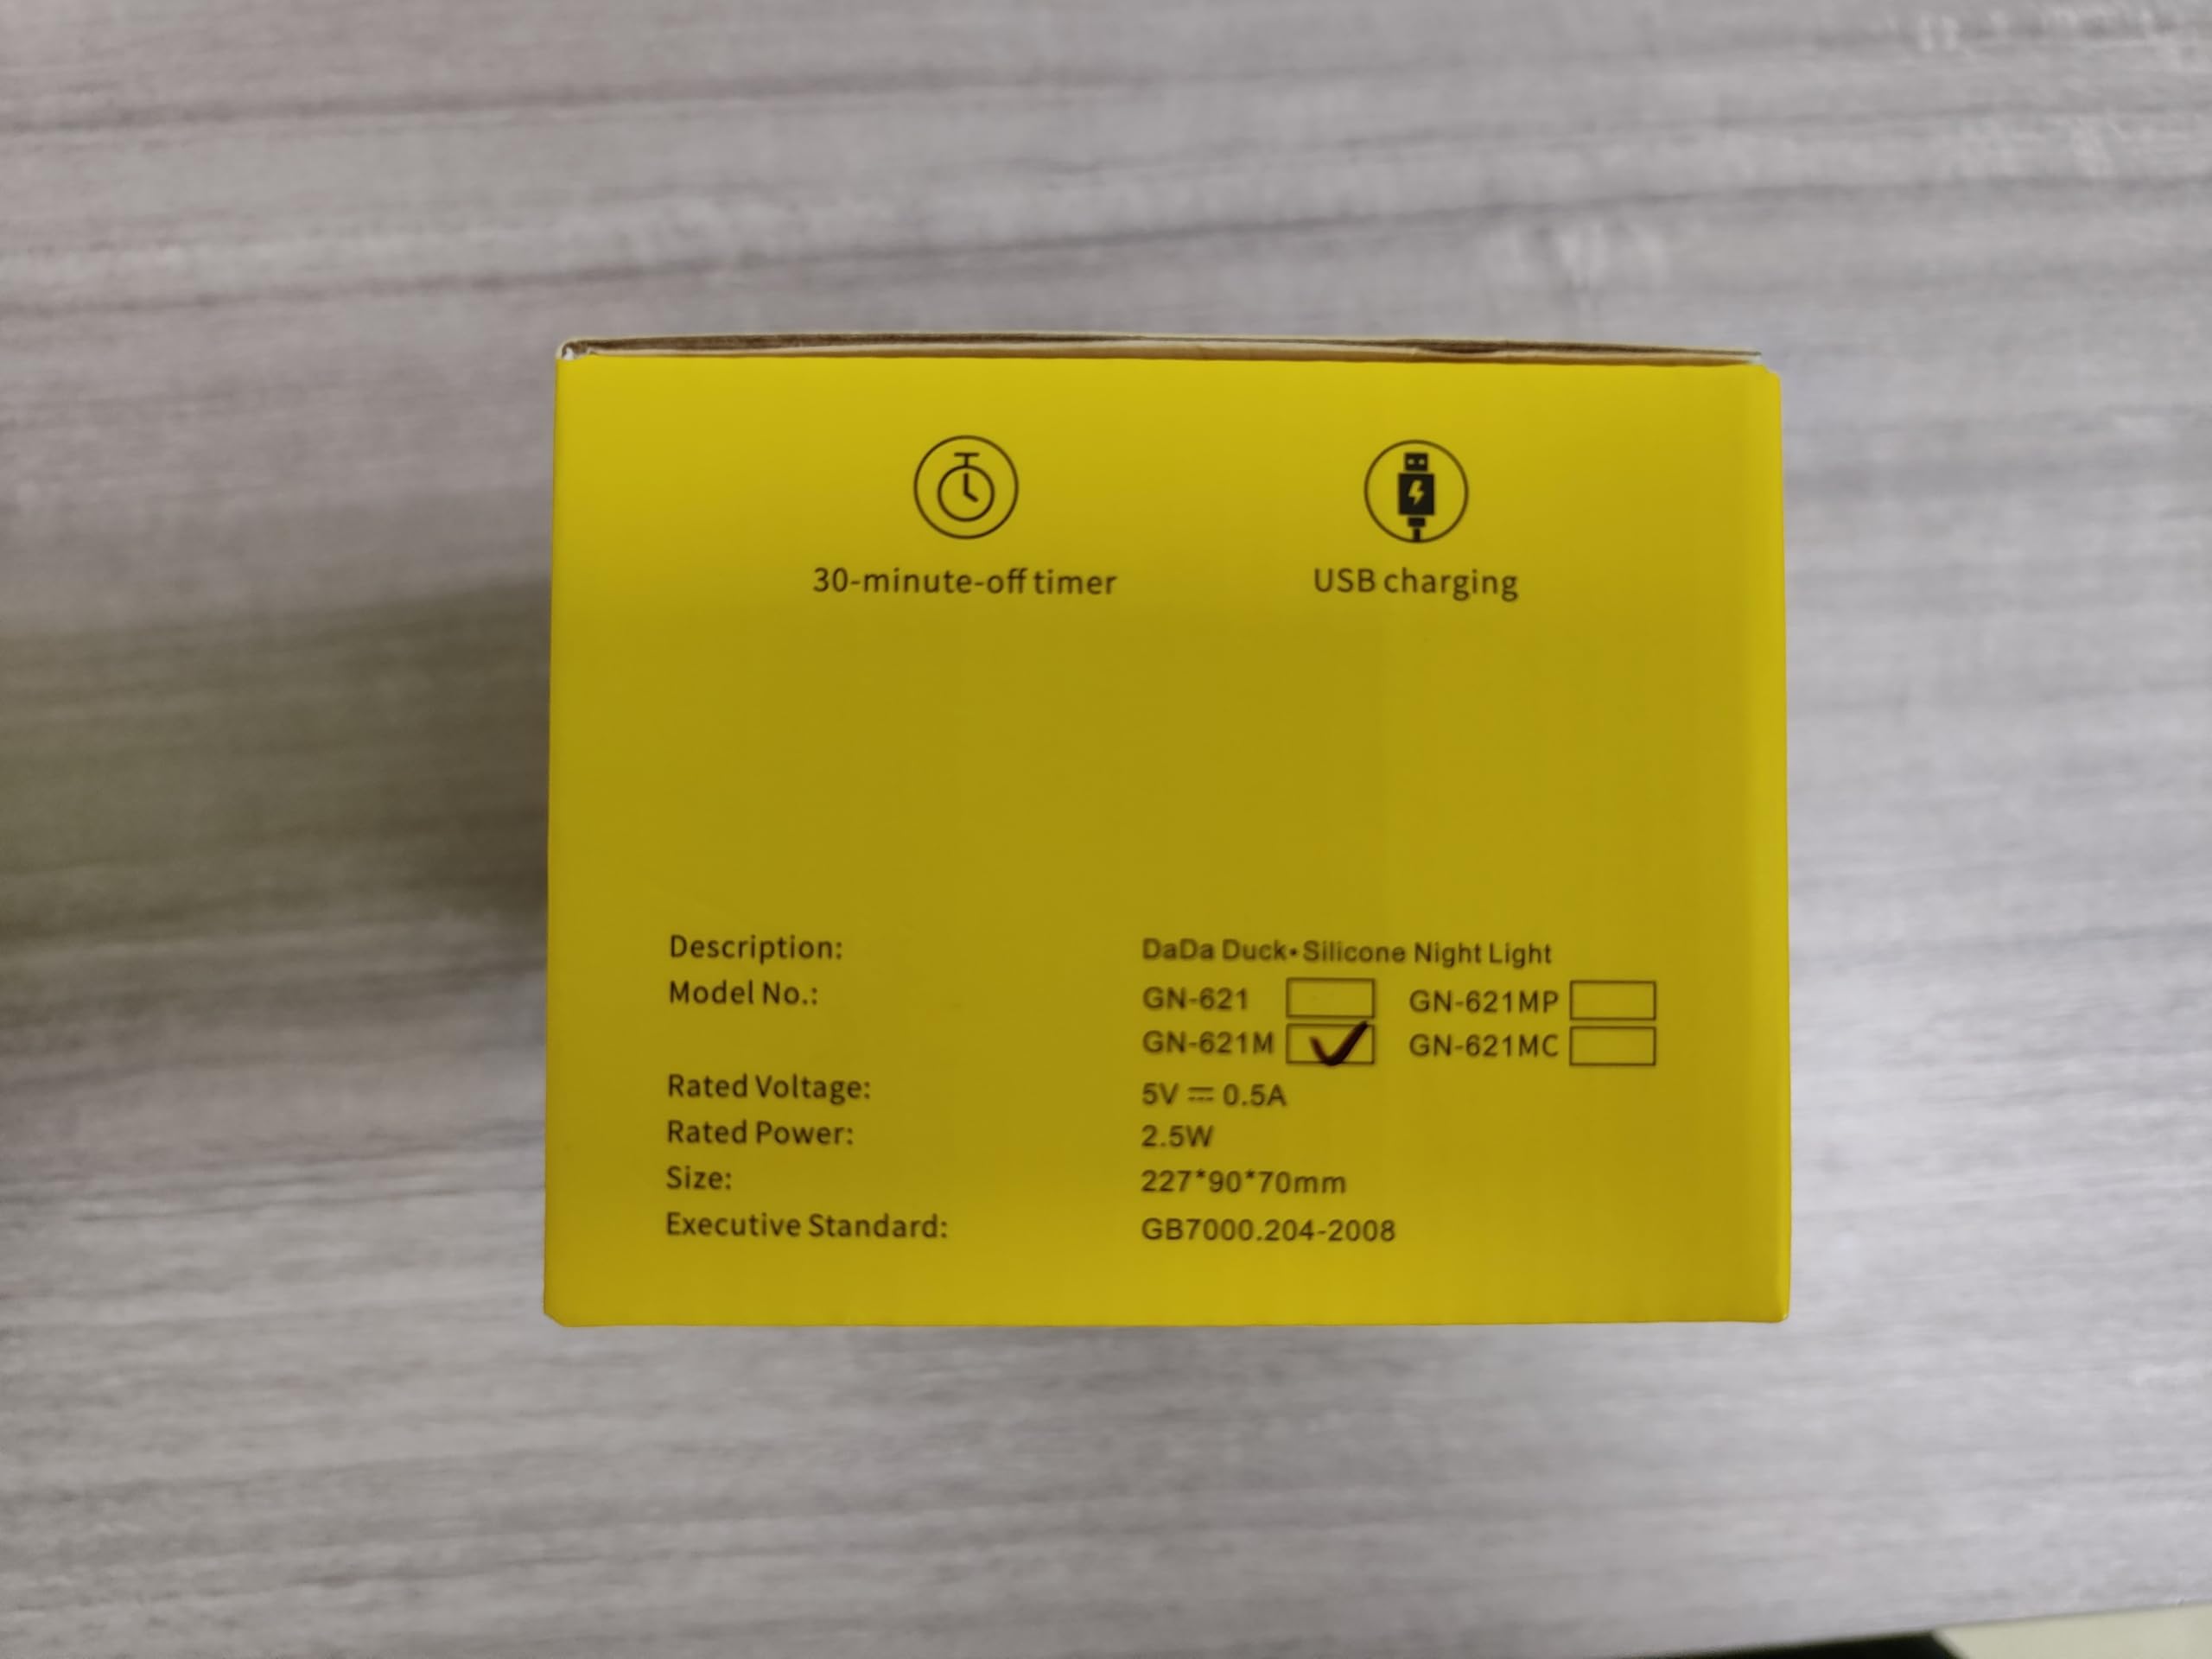 30-minute-off timer
USB charging
Description: DaDa Duck•Silicone Night Light
Model No.: GN-621 GN-621MP
GN-621M ✓ GN-621MC
Rated Voltage: 5V ⎓ 0.5A
Rated Power: 2.5W
Size: 227*90*70mm
Executive Standard: GB7000.204-2008